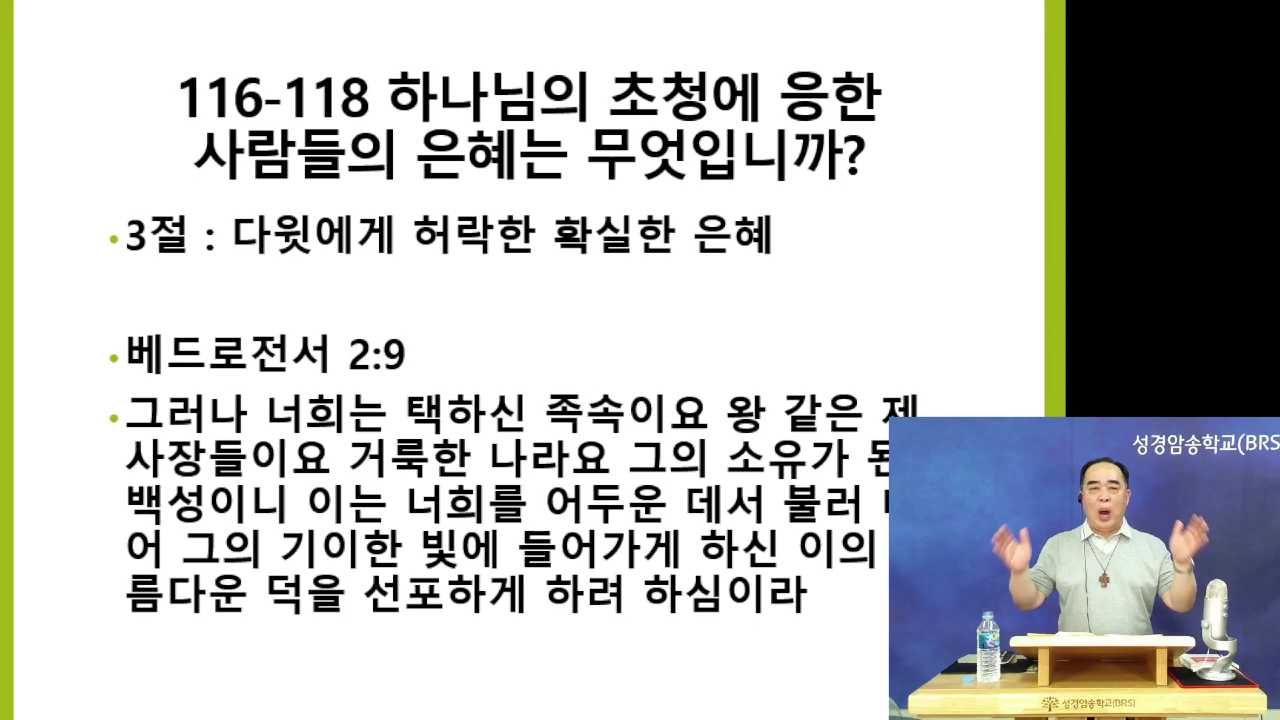 116-118 하나님의 초청에 응한
사람들의 은혜는 무엇입니까?
• 3절 : 다윗에게 허락한 확실한 은혜
• 베드로전서 2:9
• 그러나 너희는 택하신 족속이요 왕 같은 제
사장들이요 거룩한 나라요 그의 소유가 된
백성이니 이는 너희를 어두운 데서 불러
어 그의 기이한 빛에 들어가게 하신 이의
름다운 덕을 선포하게 하려 하심이라
성경암송학교(BRS
성경암송학교(BRS)